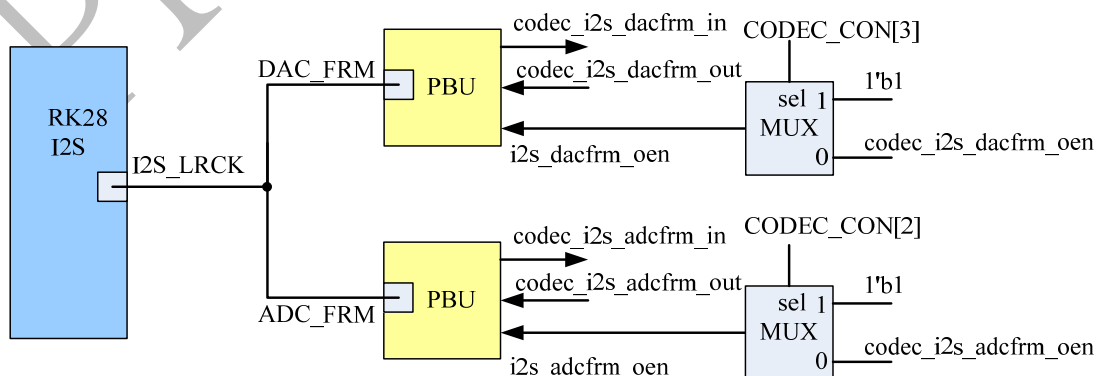 RK28
I2S
I2S_LRCK
DAC_FRM
PBU
codec_i2s_dacfrm_in
codec_i2s_dacfrm_out
i2s_dacfrm_oen
CODEC_CON[3]
sel 1
MUX
0
1'b1
codec_i2s_dacfrm_oen
ADC_FRM
PBU
codec_i2s_adcfrm_in
codec_i2s_adcfrm_out
i2s_adcfrm_oen
CODEC_CON[2]
sel 1
MUX
0
1'b1
codec_i2s_adcfrm_oen